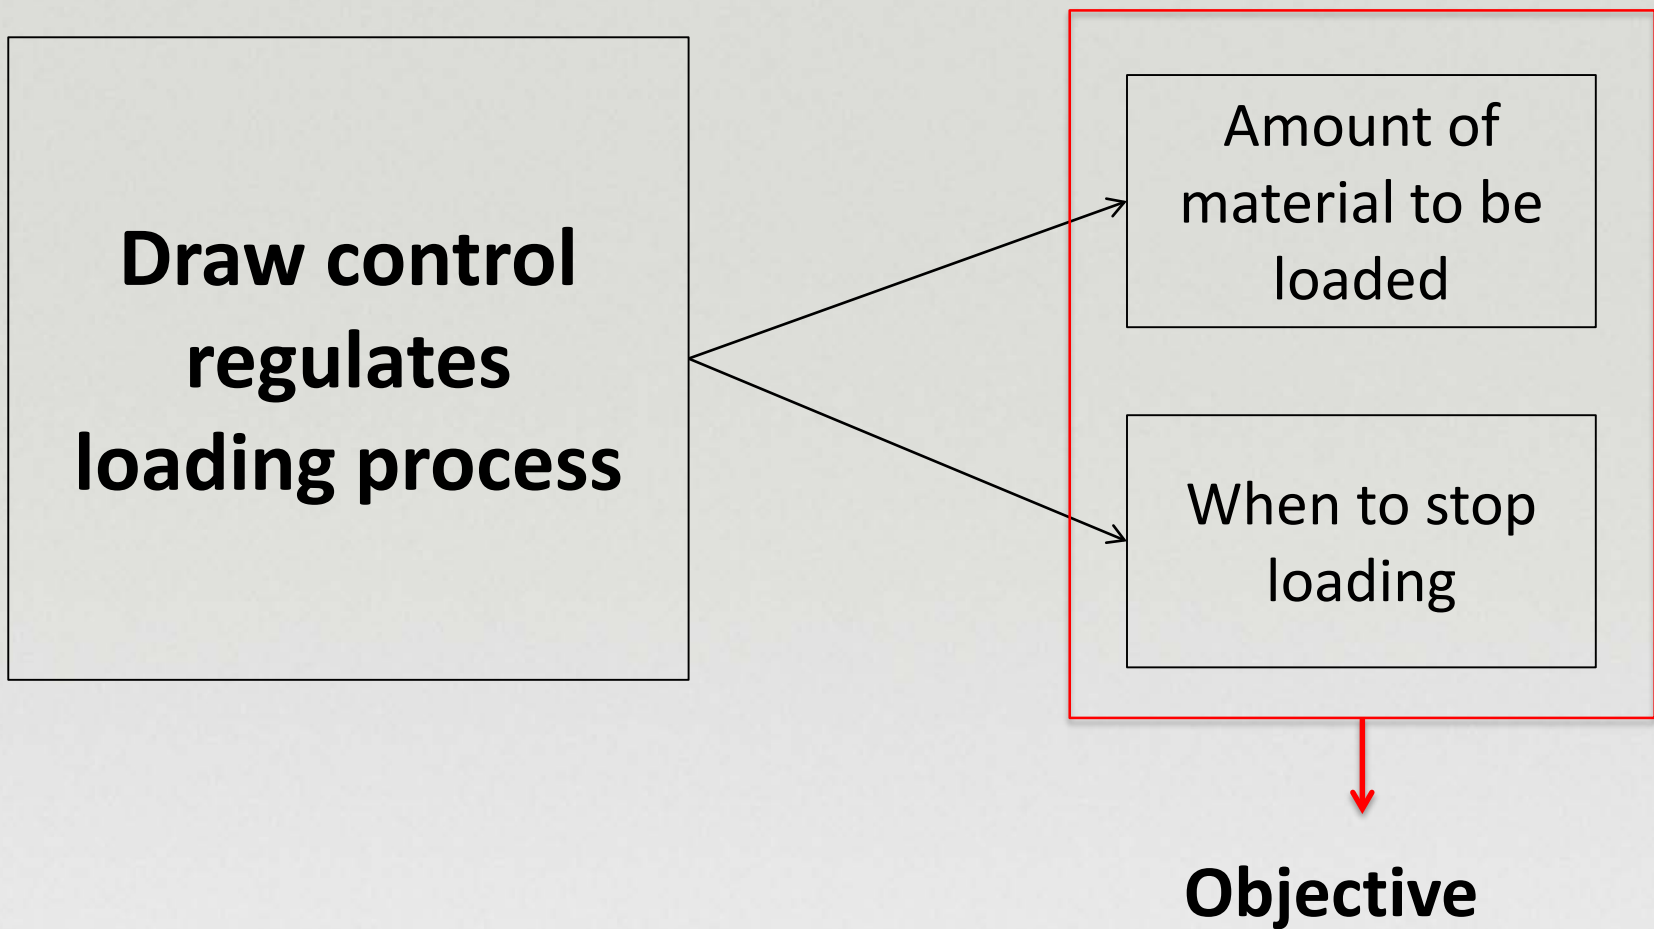 Draw control
regulates
loading process
Amount of
material to be
loaded
When to stop
loading
Objective